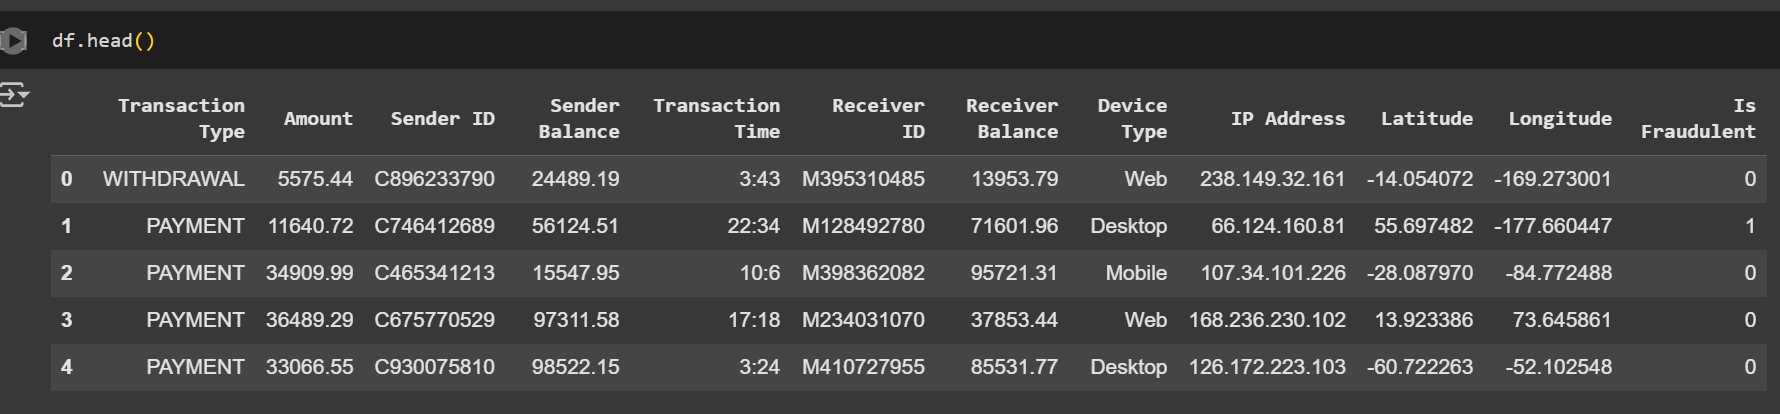 df.head()
Transaction Type Amount Sender ID Sender Balance Transaction Time Receiver ID Receiver Balance Device Type IP Address Latitude Longitude Is Fraudulent
0 WITHDRAWAL 5575.44 C896233790 24489.19 3:43 M395310485 13953.79 Web 238.149.32.161 -14.054072 -169.273001 0
1 PAYMENT 11640.72 C746412689 56124.51 22:34 M128492780 71601.96 Desktop 66.124.160.81 55.697482 -177.660447 1
2 PAYMENT 34909.99 C465341213 15547.95 10:6 M398362082 95721.31 Mobile 107.34.101.226 -28.087970 -84.772488 0
3 PAYMENT 36489.29 C675770529 97311.58 17:18 M234031070 37853.44 Web 168.236.230.102 13.923386 73.645861 0
4 PAYMENT 33066.55 C930075810 98522.15 3:24 M410727955 85531.77 Desktop 126.172.223.103 -60.722263 -52.102548 0